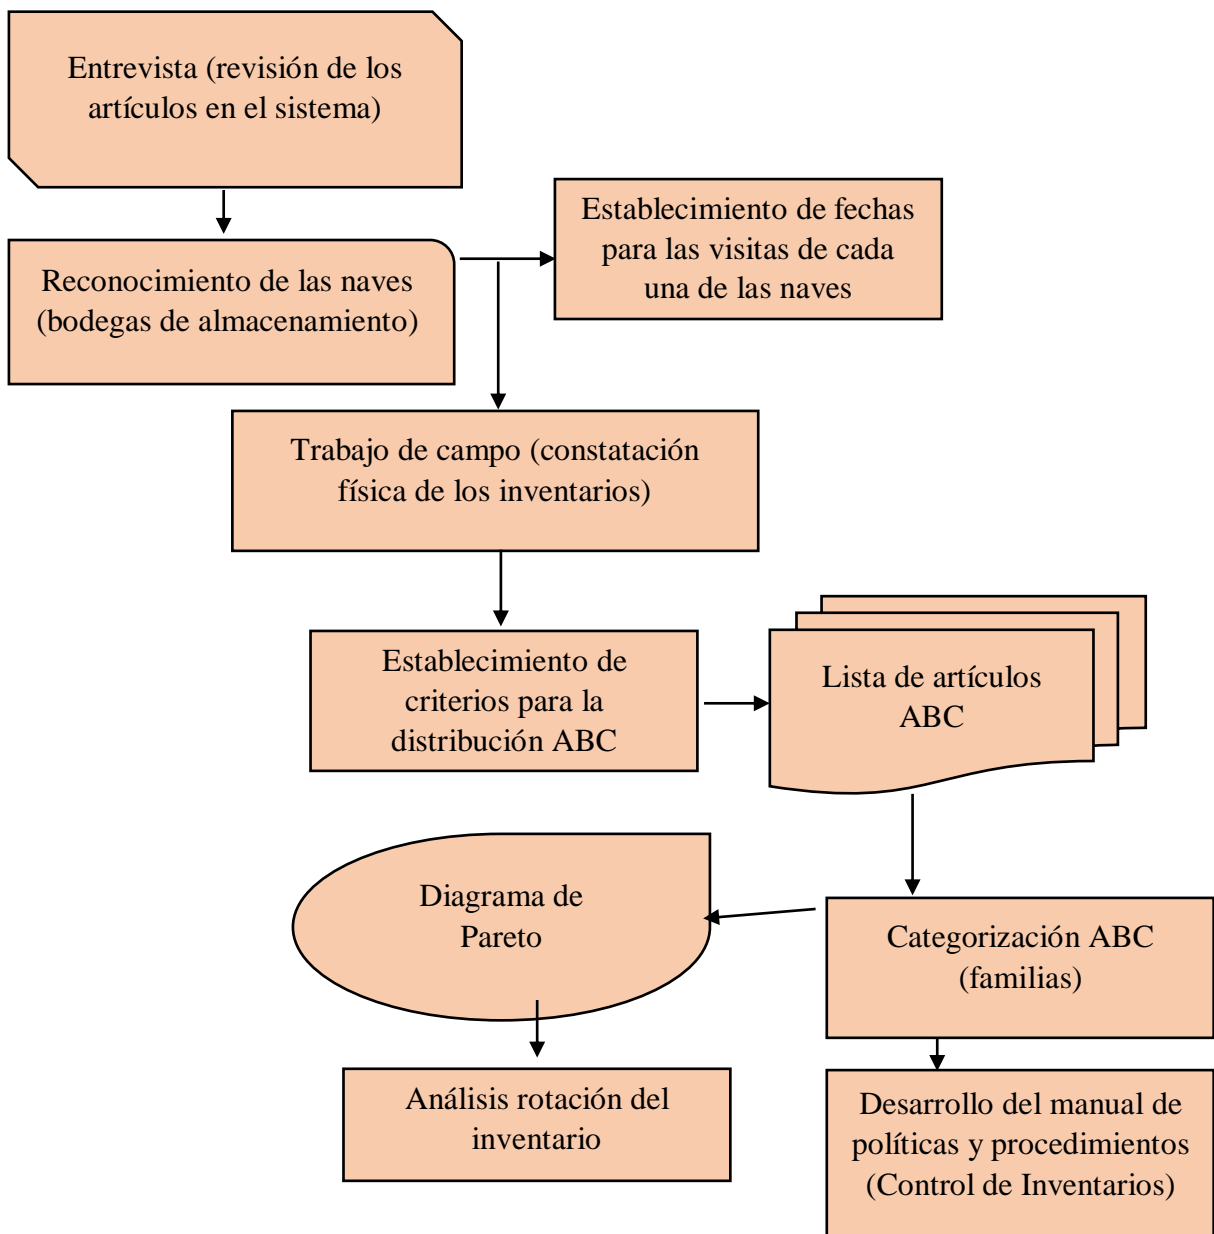 Entrevista (revisión de los
artículos en el sistema)
Reconocimiento de las naves
(bodegas de almacenamiento)
Establecimiento de fechas
para las visitas de cada
una de las naves
Trabajo de campo (constatación
física de los inventarios)
Establecimiento de
criterios para la
distribución ABC
Lista de artículos
ABC
Diagrama de
Pareto
Categorización ABC
(familias)
Análisis rotación del
inventario
Desarrollo del manual de
políticas y procedimientos
(Control de Inventarios)